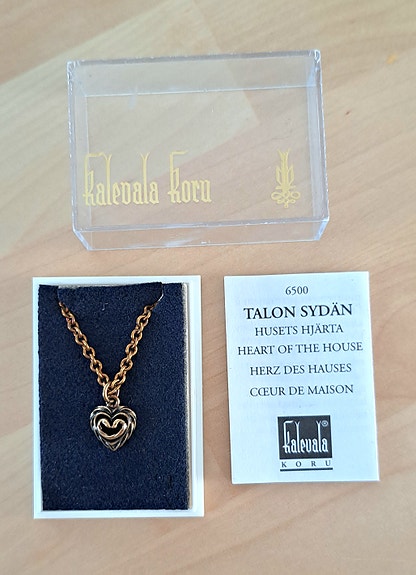 Kalevala Koru
6500
TALON SYDÄN
HUSETS HJÄRTA
HEART OF THE HOUSE
HERZ DES HAUSES
CŒUR DE MAISON
Kalevala®
KORU